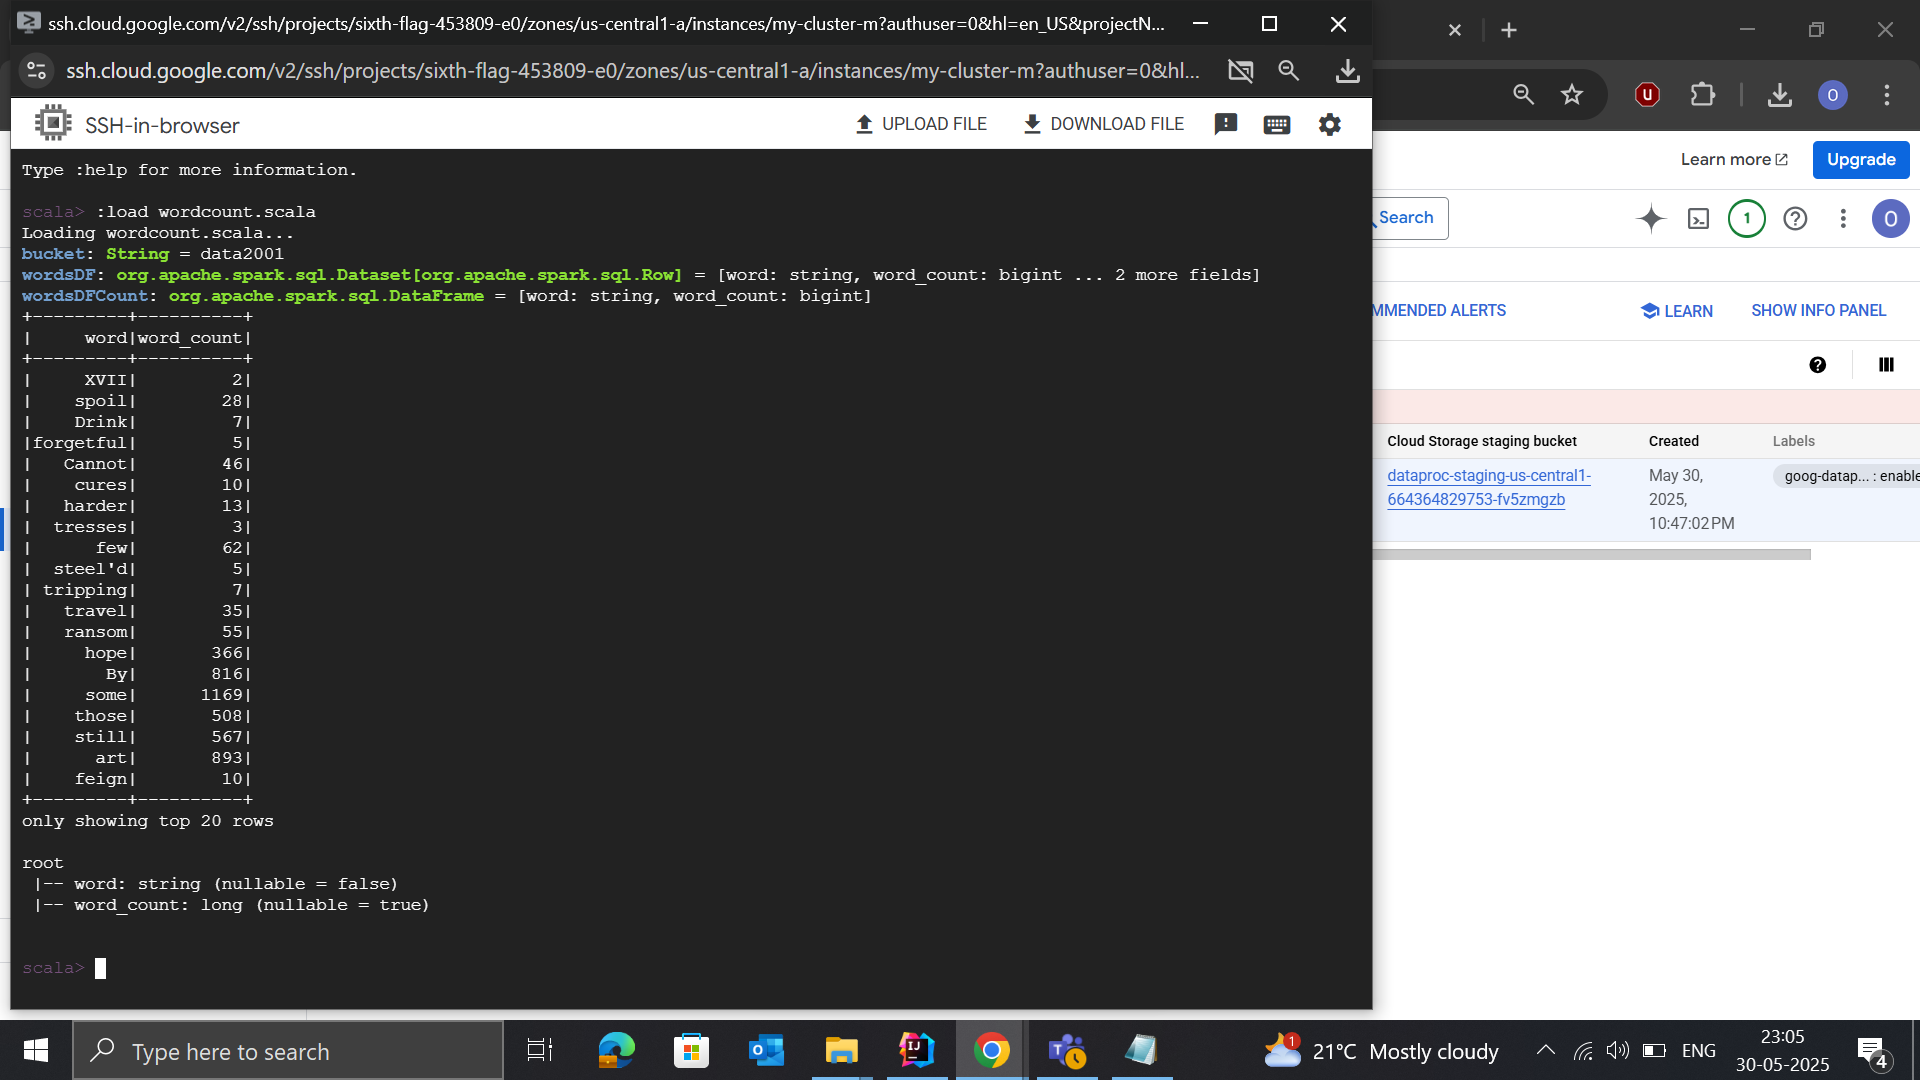 ssh.cloud.google.com/v2/ssh/projects/sixth-flag-453809-e0/zones/us-central1-a/instances/my-cluster-m?authuser=0&hl=en_US&projectN...
ssh.cloud.google.com/v2/ssh/projects/sixth-flag-453809-e0/zones/us-central1-a/instances/my-cluster-m?authuser=0&hl...
SSH-in-browser
UPLOAD FILE
DOWNLOAD FILE
Type :help for more information.
scala> :load wordcount.scala
Loading wordcount.scala...
bucket: String = data2001
wordsDF: org.apache.spark.sql.Dataset[org.apache.spark.sql.Row] = [word: string, word_count: bigint ... 2 more fields]
wordsDFCount: org.apache.spark.sql.DataFrame = [word: string, word_count: bigint]
+---------+----------+
|     word|word_count|
+---------+----------+
|     XVII|         2|
|    spoil|        28|
|    Drink|         7|
|forgetful|         5|
|   Cannot|        46|
|    cures|        10|
|   harder|        13|
|  tresses|         3|
|      few|        62|
|  steel'd|         5|
| tripping|         7|
|   travel|        35|
|   ransom|        55|
|     hope|       366|
|       By|       816|
|     some|      1169|
|    those|       508|
|    still|       567|
|      art|       893|
|    feign|        10|
+---------+----------+
only showing top 20 rows
root
 |-- word: string (nullable = false)
 |-- word_count: long (nullable = true)
scala>
U
O
Learn more
Upgrade
Search
1
O
MMENDED ALERTS
LEARN
SHOW INFO PANEL
Cloud Storage staging bucket
Created
Labels
dataproc-staging-us-central1-
664364829753-fv5zmgzb
May 30,
2025,
10:47:02 PM
goog-datap... : enable
Type here to search
1
21°C Mostly cloudy
ENG
23:05
30-05-2025
4